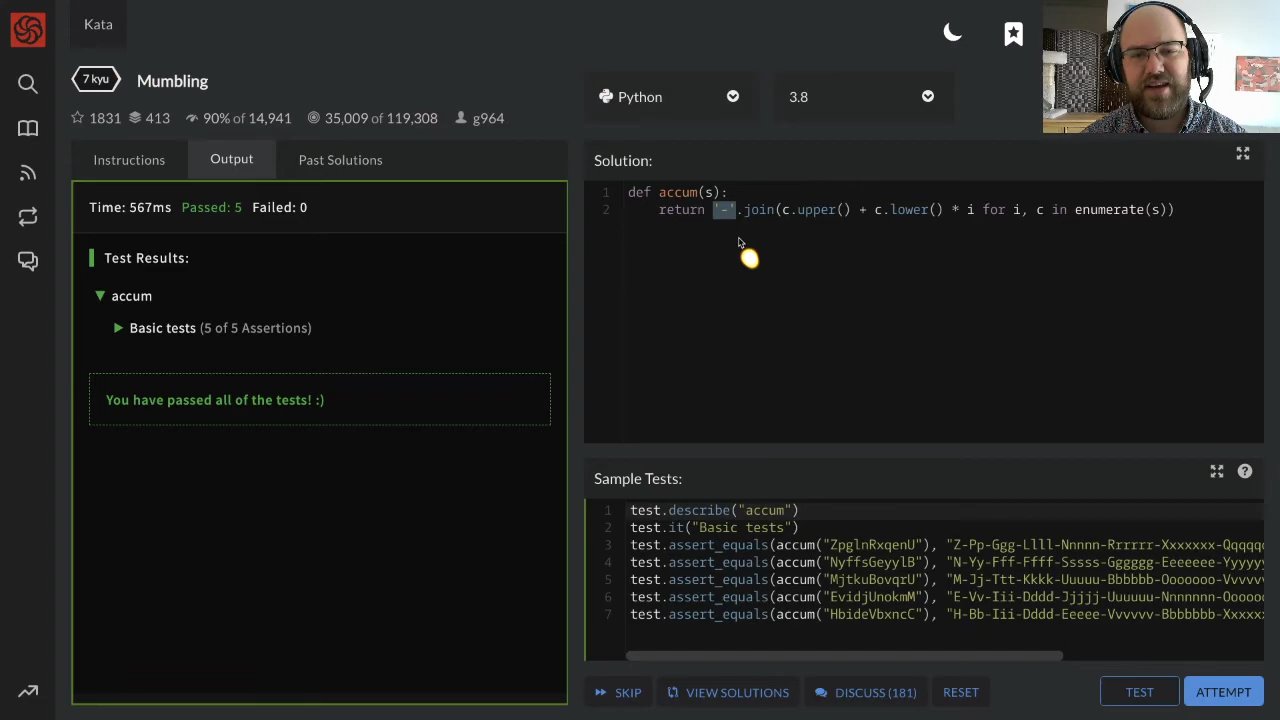 Kata
7 kyu
Mumbling
1831 413 90% of 14,941 35,009 of 119,308 g964
Python
3.8
Instructions
Output
Past Solutions
Time: 567ms Passed: 5 Failed: 0
Test Results:
accum
Basic tests (5 of 5 Assertions)
You have passed all of the tests! :)
Solution:
1 def accum(s):
2 return '-'.join(c.upper() + c.lower() * i for i, c in enumerate(s))
Sample Tests:
?
1 test.describe("accum")
2 test.it("Basic tests")
3 test.assert_equals(accum("ZpglnRxqenU"), "Z-Pp-Ggg-Llll-Nnnnn-Rrrrrr-Xxxxxxx-Qqqqq
4 test.assert_equals(accum("NyffsGeyylB"), "N-Yy-Fff-Ffff-Sssss-Gggggg-Eeeeeee-Yyyyy
5 test.assert_equals(accum("MjtkuBovqrU"), "M-Jj-Ttt-Kkkk-Uuuuu-Bbbbbb-Ooooooo-Vvvvv
6 test.assert_equals(accum("EvidjUnokmM"), "E-Vv-Iii-Dddd-Jjjjj-Uuuuuu-Nnnnnnn-Ooooo
7 test.assert_equals(accum("HbideVbxncC"), "H-Bb-Iii-Dddd-Eeeee-Vvvvvv-Bbbbbbb-Xxxxx
SKIP
VIEW SOLUTIONS
DISCUSS (181)
RESET
TEST
ATTEMPT